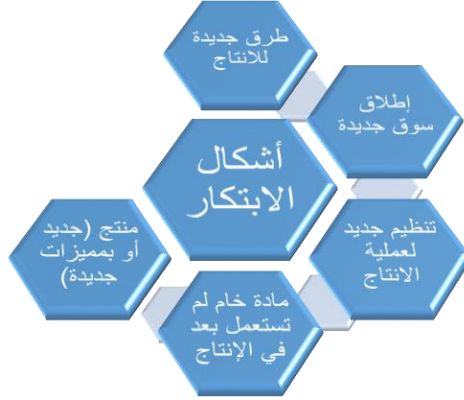 طرق جديدة
للانتاج
إطلاق
سوق جديدة
أشكال
الابتكار
تنظيم جديد
لعملية
الانتاج
منتج (جديد
أو بمميزات
جديدة)
مادة خام لم
تستعمل بعد
في الإنتاج